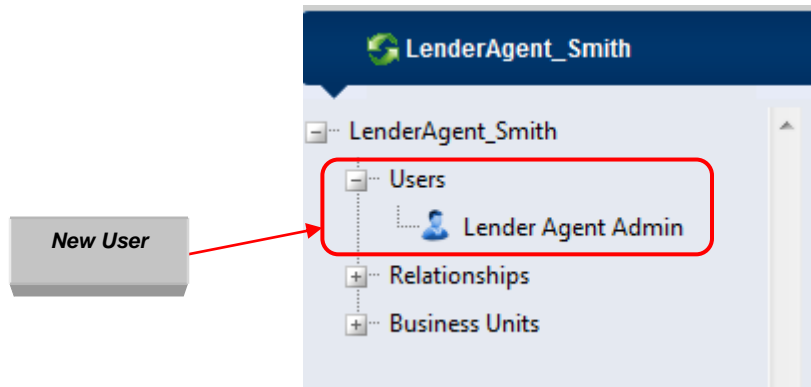 LenderAgent_Smith
LenderAgent_Smith
Users
Lender Agent Admin
New User
Relationships
Business Units